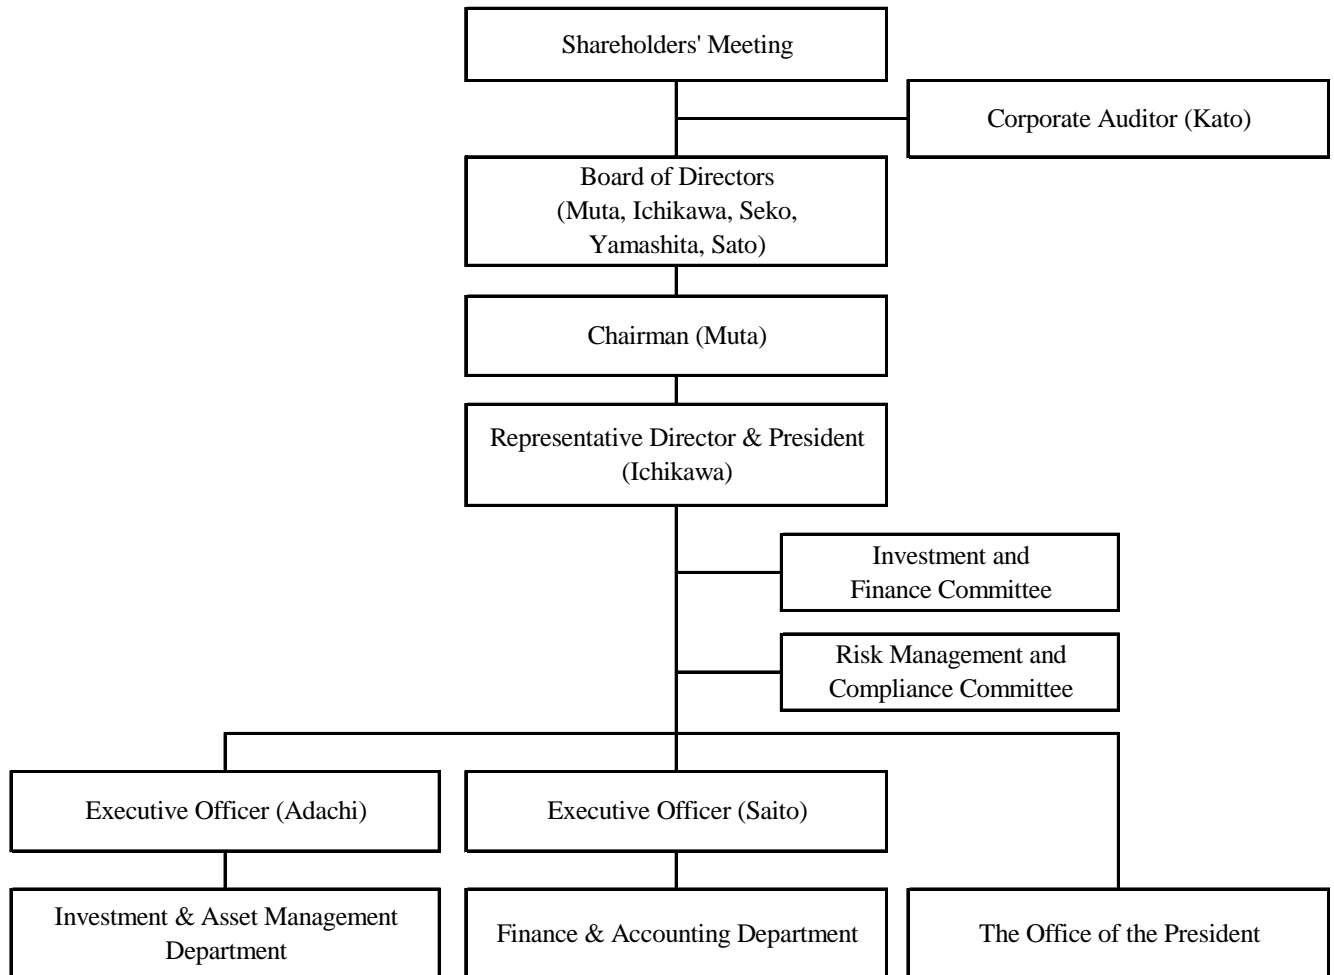 Shareholders' Meeting
Corporate Auditor (Kato)
Board of Directors
(Muta, Ichikawa, Seko,
Yamashita, Sato)
Chairman (Muta)
Representative Director & President
(Ichikawa)
Investment and
Finance Committee
Risk Management and
Compliance Committee
Executive Officer (Adachi)
Executive Officer (Saito)
Investment & Asset Management
Department
Finance & Accounting Department
The Office of the President